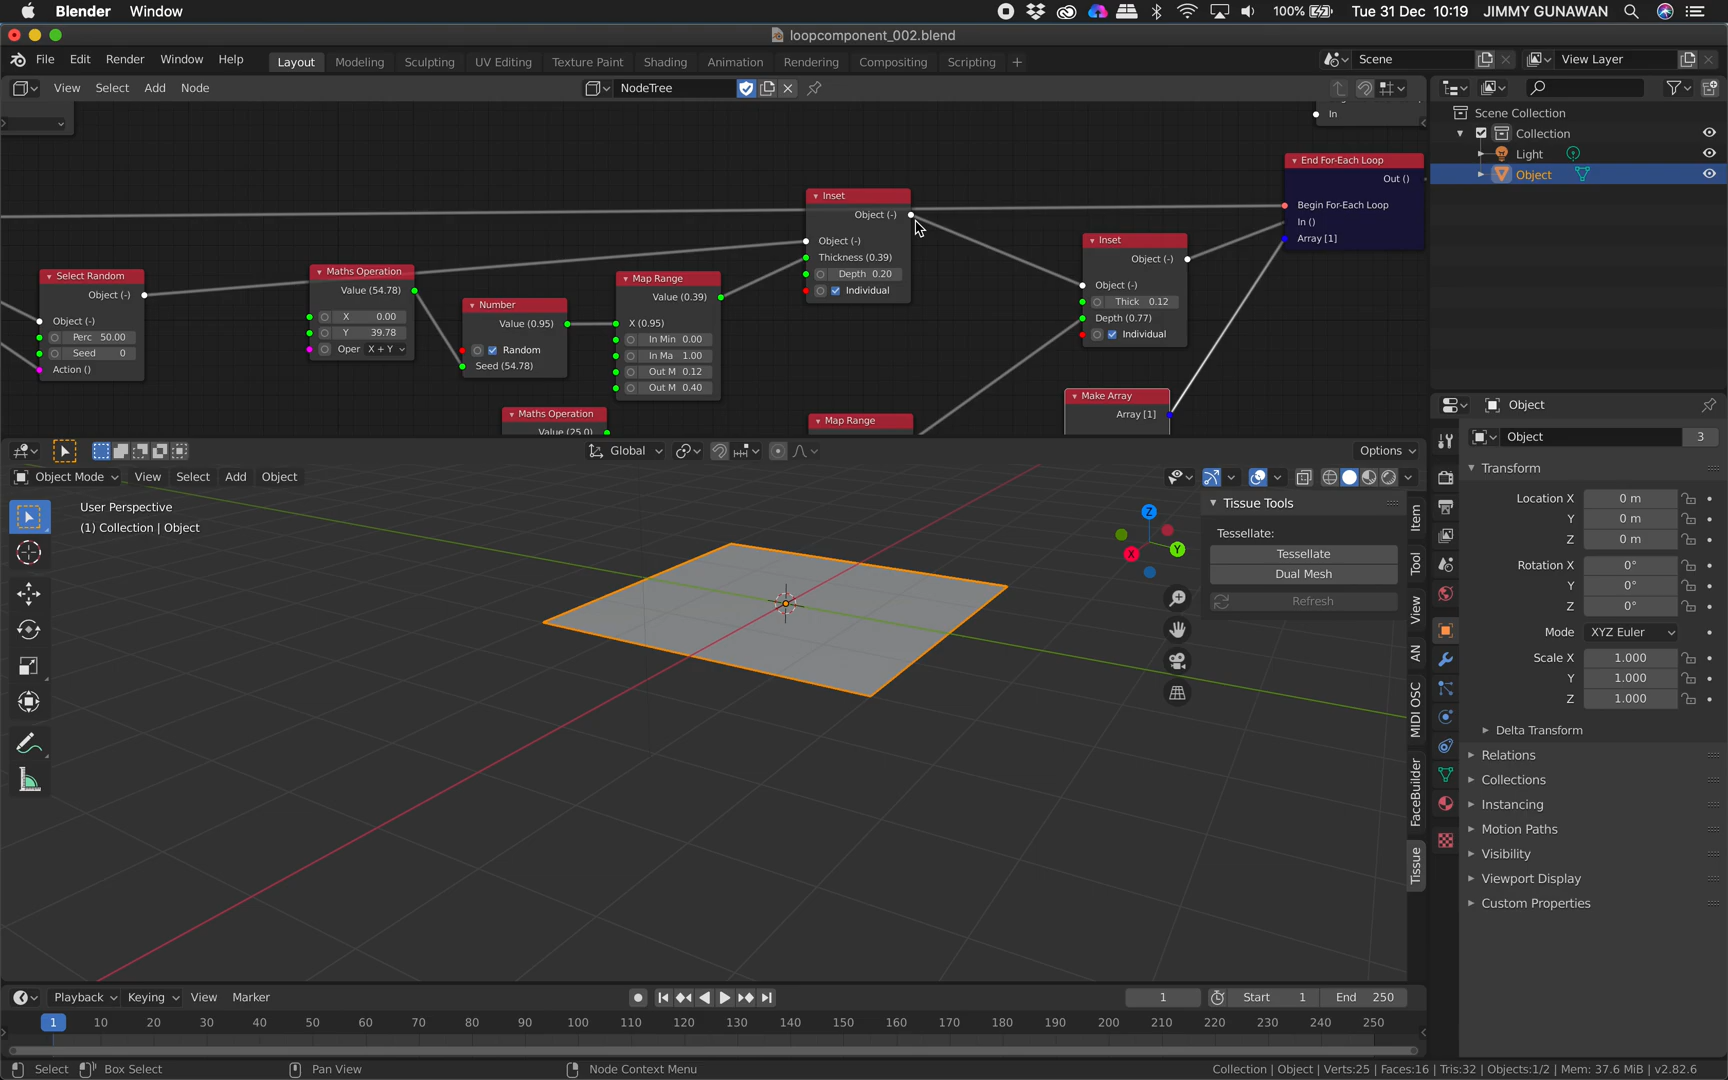 Blender Window 100% Tue 31 Dec 10:19 JIMMY GUNAWAN
loopcomponent_002.blend
File Edit Render Window Help Layout Modeling Sculpting UV Editing Texture Paint Shading Animation Rendering Compositing Scripting + Scene View Layer
View Select Add Node NodeTree
In
Select Random
Object (-)
Object (-)
Perc 50.00
Seed 0
Action ()
Maths Operation
Value (54.78)
X 0.00
Y 39.78
Oper X + Y
Number
Value (0.95)
Random
Seed (54.78)
Map Range
Value (0.39)
X (0.95)
In Min 0.00
In Ma 1.00
Out M 0.12
Out M 0.40
Inset
Object (-)
Object (-)
Thickness (0.39)
Depth 0.20
Individual
Inset
Object (-)
Object (-)
Thick 0.12
Depth (0.77)
Individual
End For-Each Loop
Out ()
Begin For-Each Loop
In ()
Array [1]
Maths Operation
Value (25.0)
Map Range
Make Array
Array [1]
Scene Collection
Collection
Light
Object
Global Options
Object Mode View Select Add Object
User Perspective
(1) Collection | Object
Z
Y
X
Tissue Tools
Tessellate:
Tessellate
Dual Mesh
Refresh
Item
Tool
View
AN
MIDI OSC
FaceBuilder
Tissue
Object
Object 3
Transform
Location X 0 m
Y 0 m
Z 0 m
Rotation X 0°
Y 0°
Z 0°
Mode XYZ Euler
Scale X 1.000
Y 1.000
Z 1.000
Delta Transform
Relations
Collections
Instancing
Motion Paths
Visibility
Viewport Display
Custom Properties
Playback Keying View Marker 1 Start 1 End 250
1 10 20 30 40 50 60 70 80 90 100 110 120 130 140 150 160 170 180 190 200 210 220 230 240 250
Select Box Select Pan View Node Context Menu Collection | Object | Verts:25 | Faces:16 | Tris:32 | Objects:1/2 | Mem: 37.6 MiB | v2.82.6